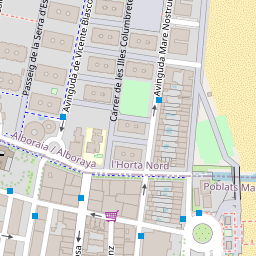 Passeig de la Serra d'Es
Avinguda de Vicente Blasco
Carrer de les Illes Columbretes
Avinguda Mare Nostrum
Alboraia / Alboraya
l'Horta Nord
Poblats Ma